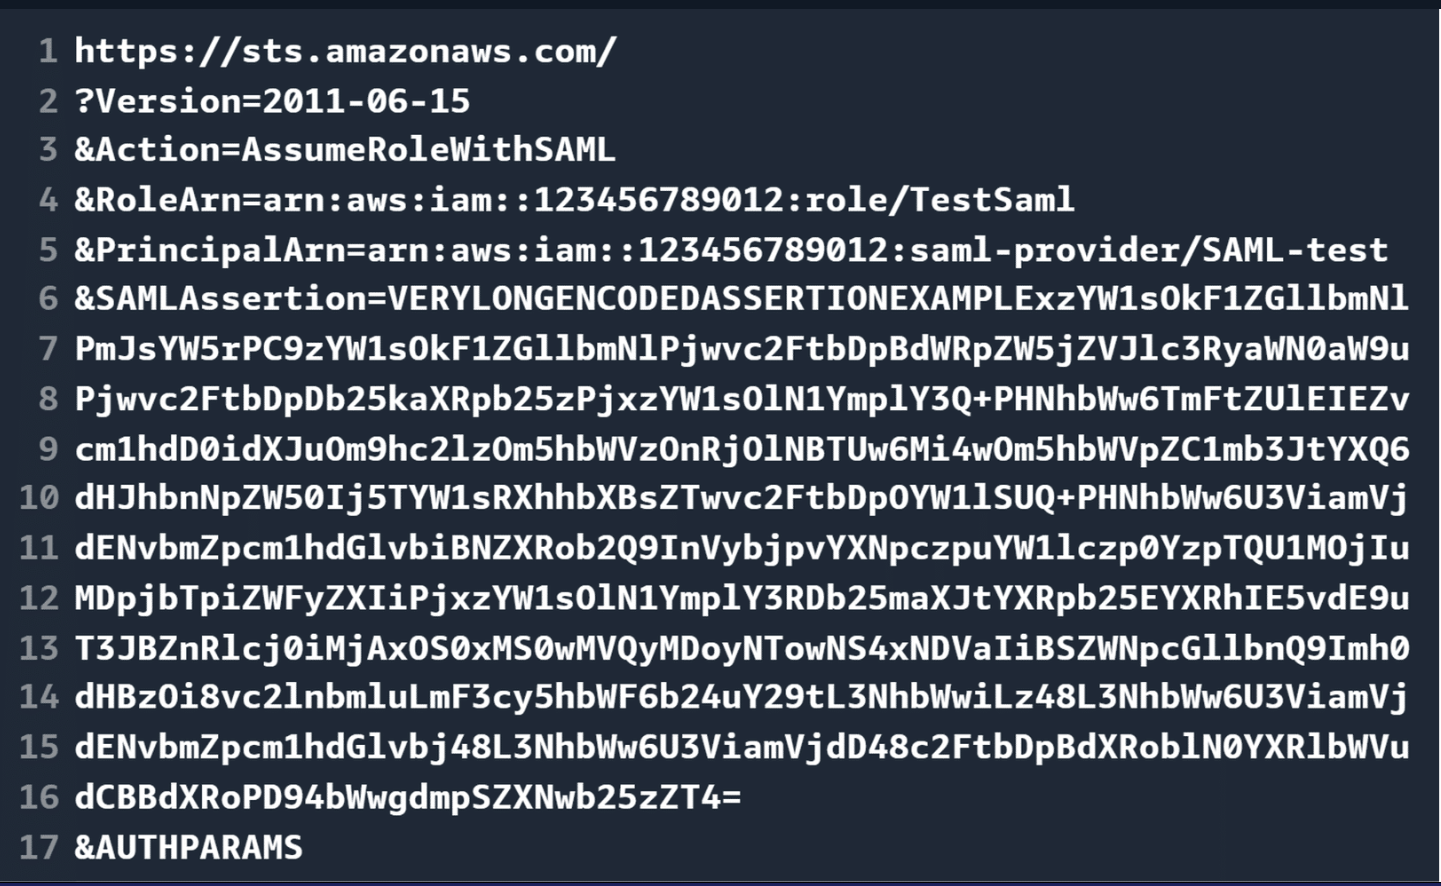 1 https://sts.amazonaws.com/
2 ?Version=2011-06-15
3 &Action=AssumeRoleWithSAML
4 &RoleArn=arn:aws:iam::123456789012:role/TestSaml
5 &PrincipalArn=arn:aws:iam::123456789012:saml-provider/SAML-test
6 &SAMLAssertion=VERYLONGENCODEDASSERTIONEXAMPLExzYW1sOkF1ZGllbmNl
7 PmJsYW5rPC9zYW1sOkF1ZGllbmNlPjwvc2FtbDpBdWRpZW5jZVJlc3RyaWN0aW9u
8 Pjwvc2FtbDpDb25kaXRpb25zPjxzYW1sOlN1YmplY3Q+PHNhbWw6TmFtZUlEIEZv
9 cm1hdD0idXJuOm9hc2lzOm5hbWVzOnRjOlNBTUw6Mi4wOm5hbWVpZC1mb3JtYXQ6
10 dHJhbnNpZW50Ij5TYW1sRXhhbXBsZTwvc2FtbDpOYW1lSUQ+PHNhbWw6U3ViamVj
11 dENvbmZpcm1hdGlvbiBNZXRob2Q9InVybjpvYXNpczpuYW1lczp0YzpTQU1MOjIu
12 MDpjbTpiZWFyZXIiPjxzYW1sOlN1YmplY3RDb25maXJtYXRpb25EYXRhIE5vdE9u
13 T3JBZnRlcj0iMjAxOS0xMS0wMVQyMDoyNTowNS4xNDVaIiBSZWNpcGllbnQ9Imh0
14 dHBzOi8vc2lnbmluLmF3cy5hbWF6b24uY29tL3NhbWwiLz48L3NhbWw6U3ViamVj
15 dENvbmZpcm1hdGlvbj48L3NhbWw6U3ViamVjdD48c2FtbDpBdXRoblN0YXRlbWVu
16 dCBBdXRoPD94bWwgdmpSZXNwb25zZT4=
17 &AUTHPARAMS